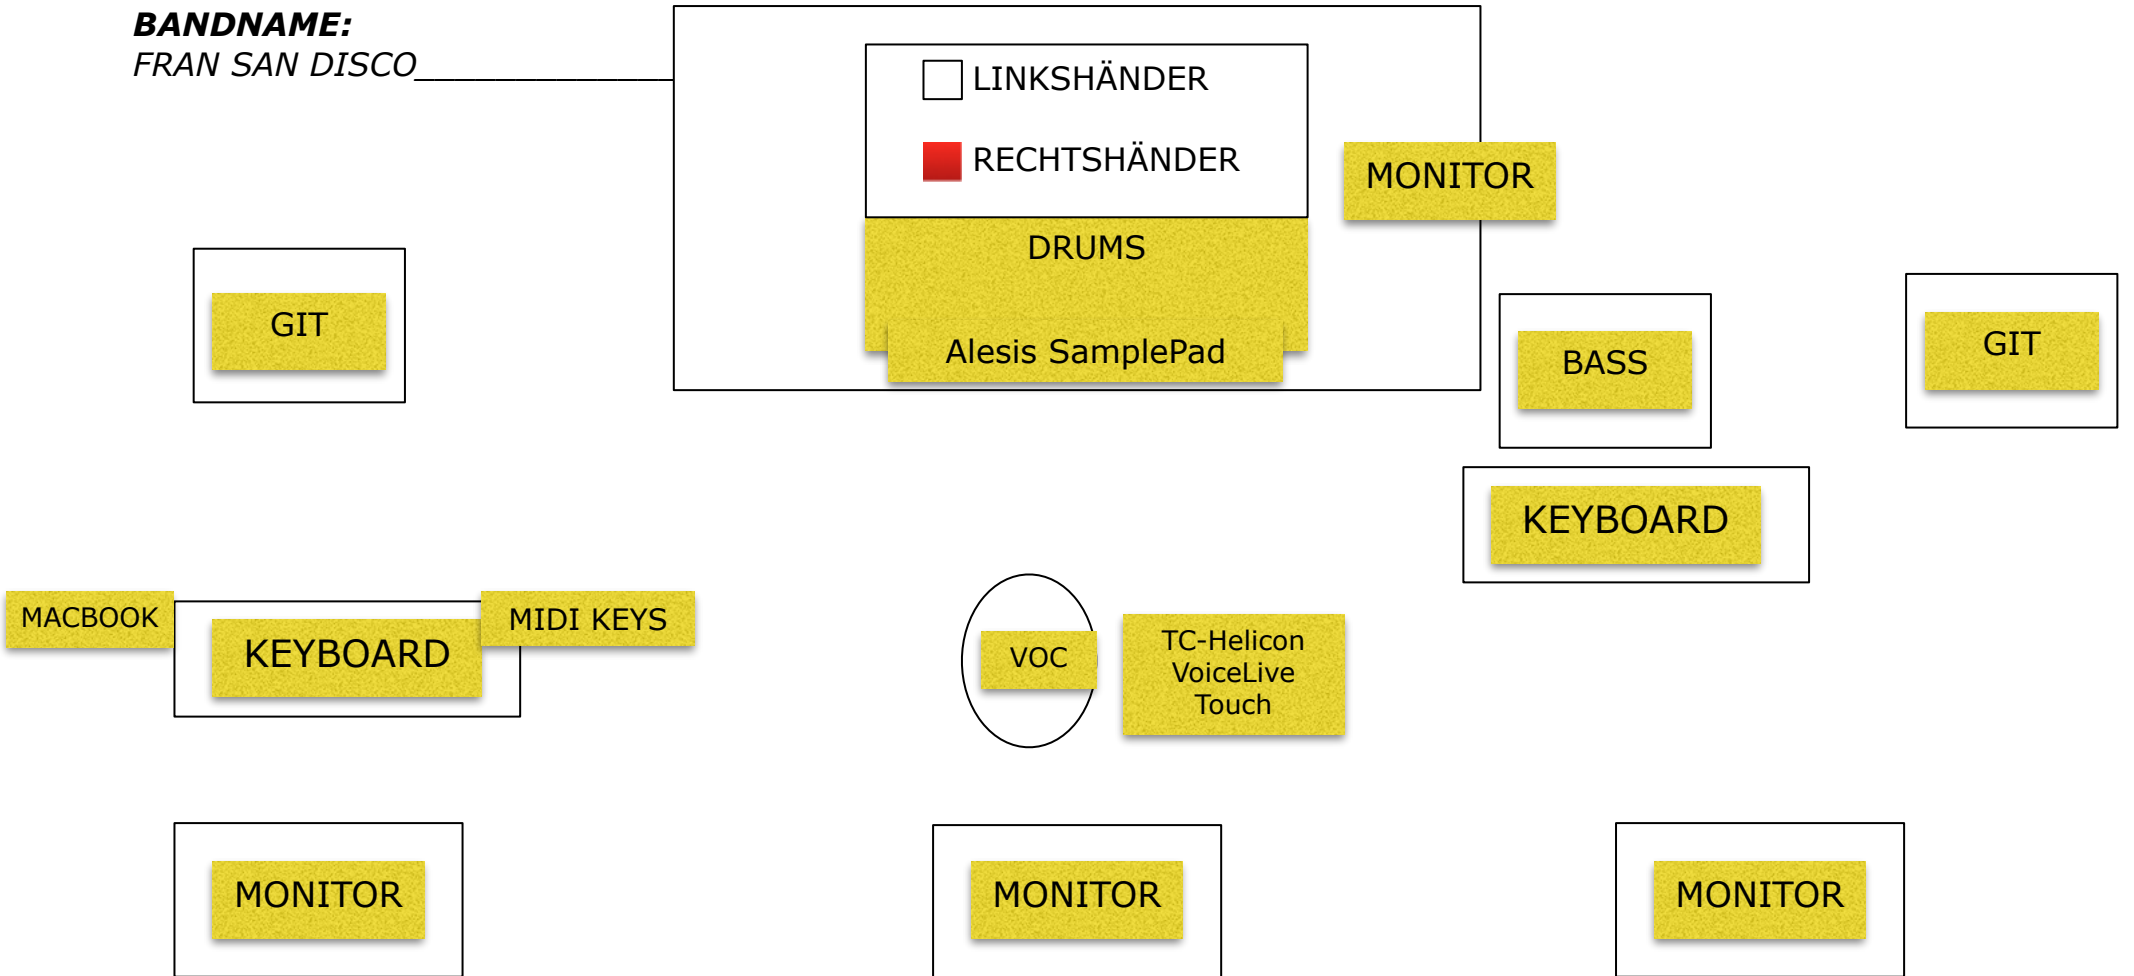 BANDNAME:
FRAN SAN DISCO________________
LINKSHÄNDER
RECHTSHÄNDER
MONITOR
DRUMS
Alesis SamplePad
GIT
BASS
GIT
KEYBOARD
MACBOOK
KEYBOARD
MIDI KEYS
VOC
TC-Helicon
VoiceLive
Touch
MONITOR
MONITOR
MONITOR